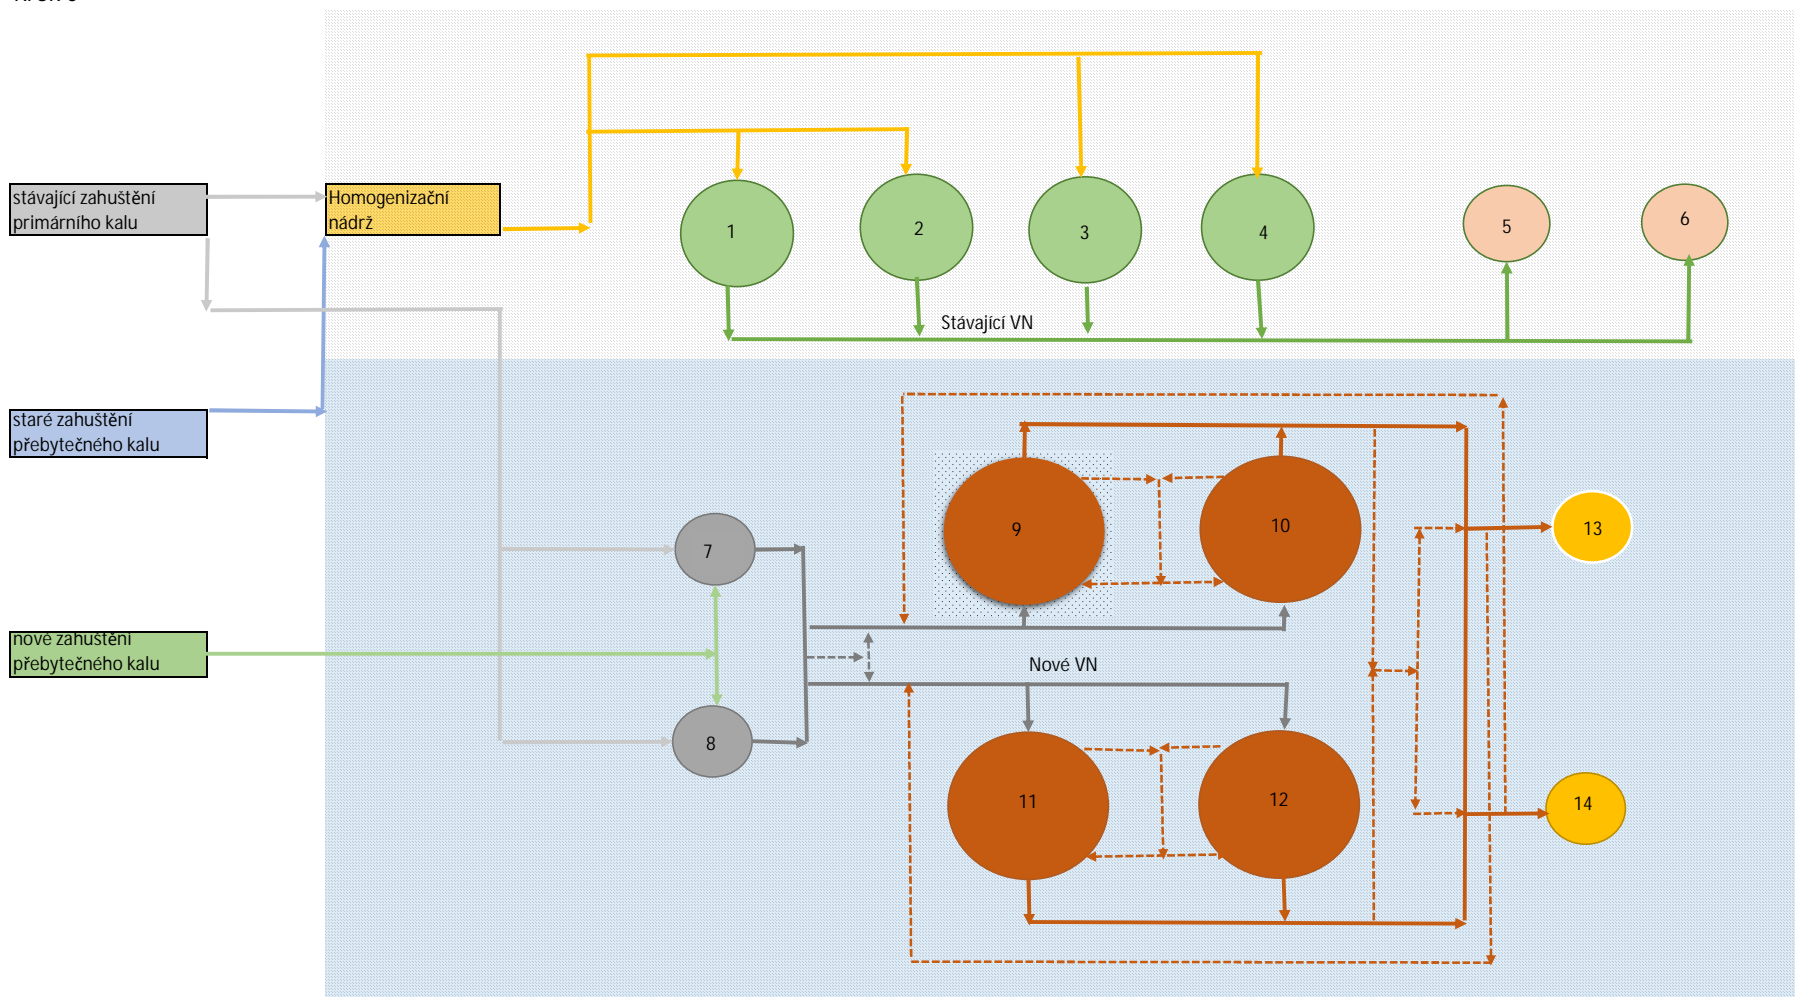 stávající zahuštění
primárního kalu
Homogenizační
nádrž
1
2
3
4
5
6
Stávající VN
staré zahuštění
přebytečného kalu
9
10
13
7
nové zahuštění
přebytečného kalu
Nové VN
8
11
12
14